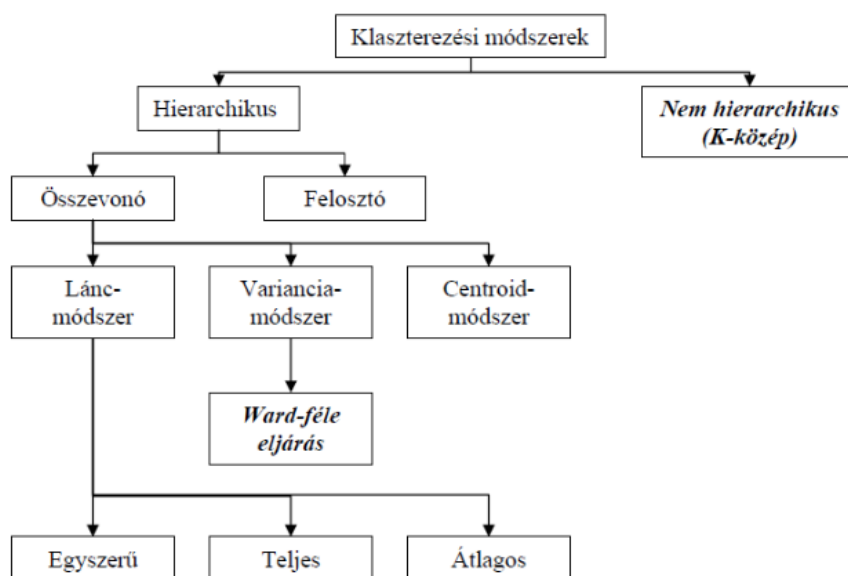 Klaszterezési módszerek
Hierarchikus
Nem hierarchikus
(K-közép)
Összevonó
Felosztó
Lánc-
módszer
Variancia-
módszer
Centroid-
módszer
Ward-féle
eljárás
Egyszerű
Teljes
Átlagos